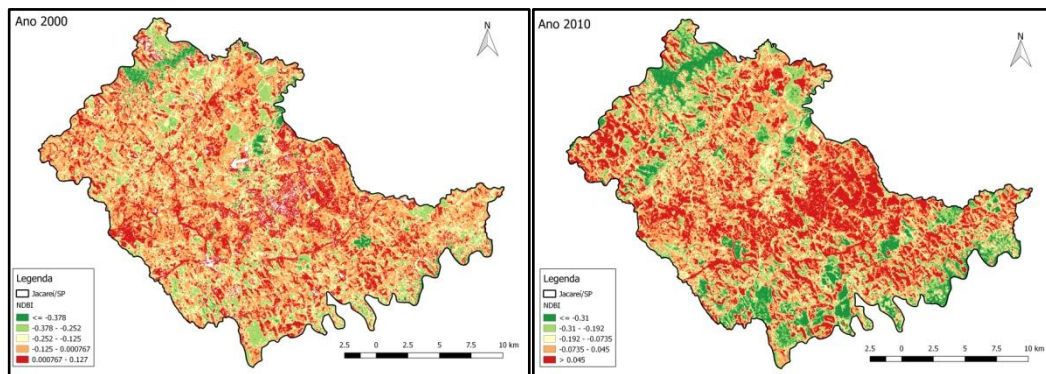 Ano 2000
N
Legenda
Jacareí/SP
NDBI
<= -0.378
-0.378 - -0.252
-0.252 - -0.125
-0.125 - 0.000767
0.000767 - 0.127
2.5 0 2.5 5 7.5 10 km
Ano 2010
N
Legenda
Jacareí/SP
NDBI
<= -0.31
-0.31 - -0.192
-0.192 - -0.0735
-0.0735 - 0.045
> 0.045
2.5 0 2.5 5 7.5 10 km